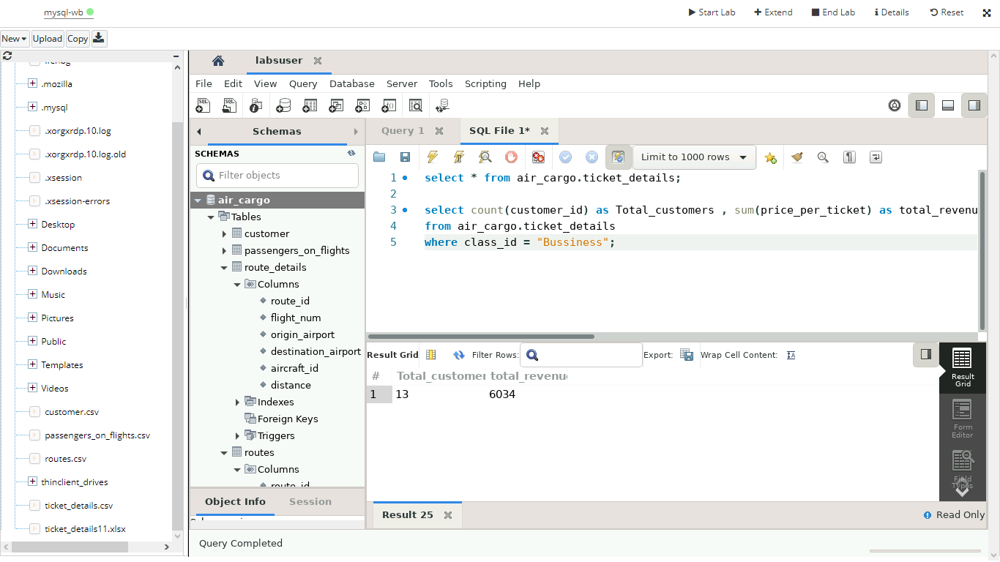 mysql-wb
Start Lab Extend End Lab Details Reset
New Upload Copy
.mozilla
.mysql
.xorgxrdp.10.log
.xorgxrdp.10.log.old
.xsession
.xsession-errors
Desktop
Documents
Downloads
Music
Pictures
Public
Templates
Videos
customer.csv
passengers_on_flights.csv
routes.csv
thinclient_drives
ticket_details.csv
ticket_details11.xlsx
labsuser
File Edit View Query Database Server Tools Scripting Help
Schemas
SCHEMAS
Filter objects
air_cargo
Tables
customer
passengers_on_flights
route_details
Columns
route_id
flight_num
origin_airport
destination_airport
aircraft_id
distance
Indexes
Foreign Keys
Triggers
routes
Columns
route_id
Object Info Session
Query 1 SQL File 1*
Limit to 1000 rows
1 select * from air_cargo.ticket_details;
2
3 select count(customer_id) as Total_customers , sum(price_per_ticket) as total_revenu
4 from air_cargo.ticket_details
5 where class_id = "Bussiness";
Result Grid Filter Rows: Export: Wrap Cell Content:
# Total_customer total_revenu
1 13 6034
Result Grid
Form Editor
Field Types
Result 25
Read Only
Query Completed